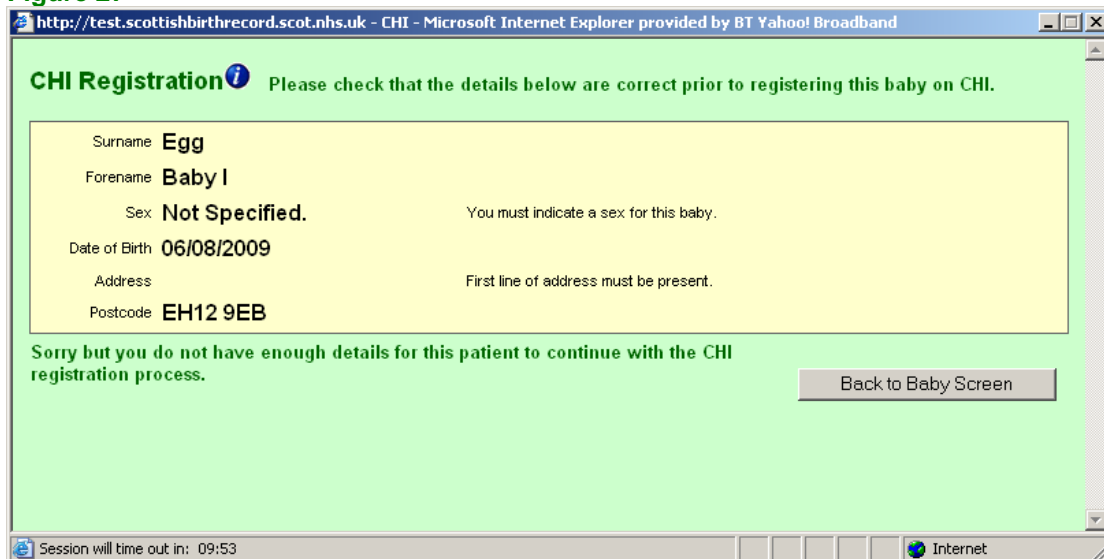 http://test.scottishbirthrecord.scot.nhs.uk - CHI - Microsoft Internet Explorer provided by BT Yahoo! Broadband
CHI Registration i Please check that the details below are correct prior to registering this baby on CHI.
Surname Egg
Forename Baby I
Sex Not Specified. You must indicate a sex for this baby.
Date of Birth 06/08/2009
Address First line of address must be present.
Postcode EH12 9EB
Sorry but you do not have enough details for this patient to continue with the CHI
registration process.
Back to Baby Screen
Session will time out in: 09:53 Internet